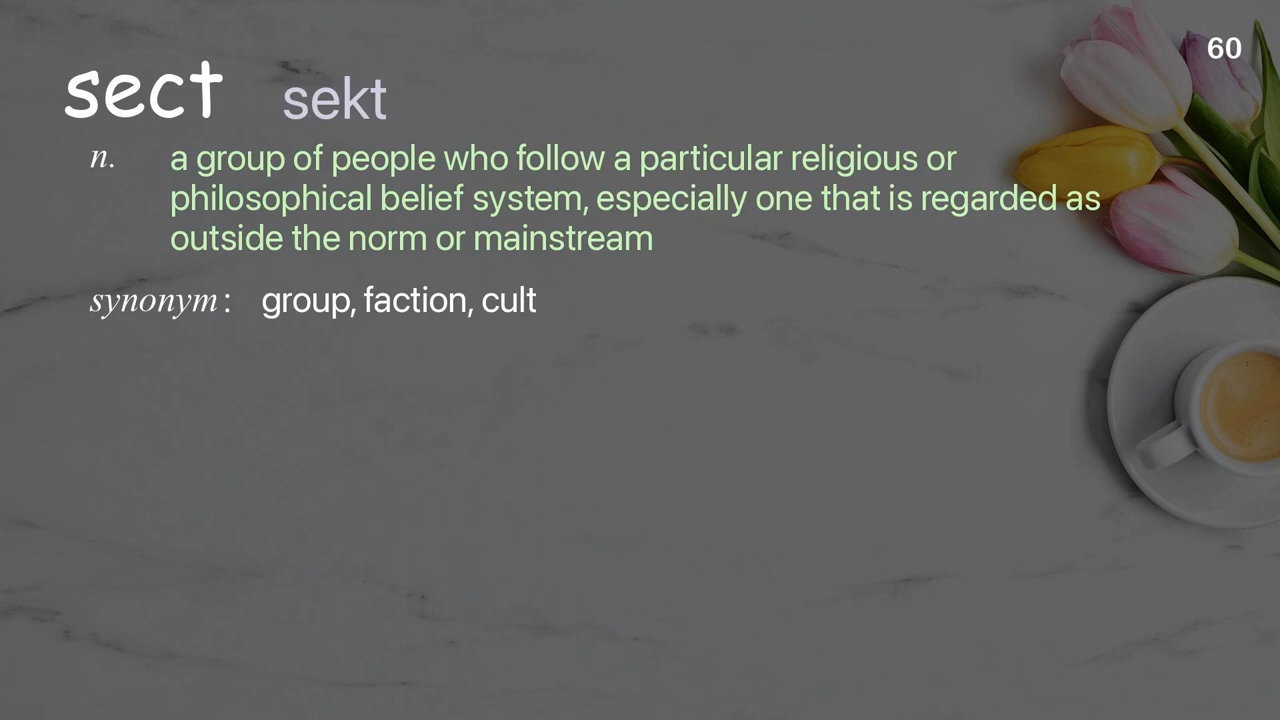 60
sect sekt
n. a group of people who follow a particular religious or
philosophical belief system, especially one that is regarded as
outside the norm or mainstream
synonym: group, faction, cult